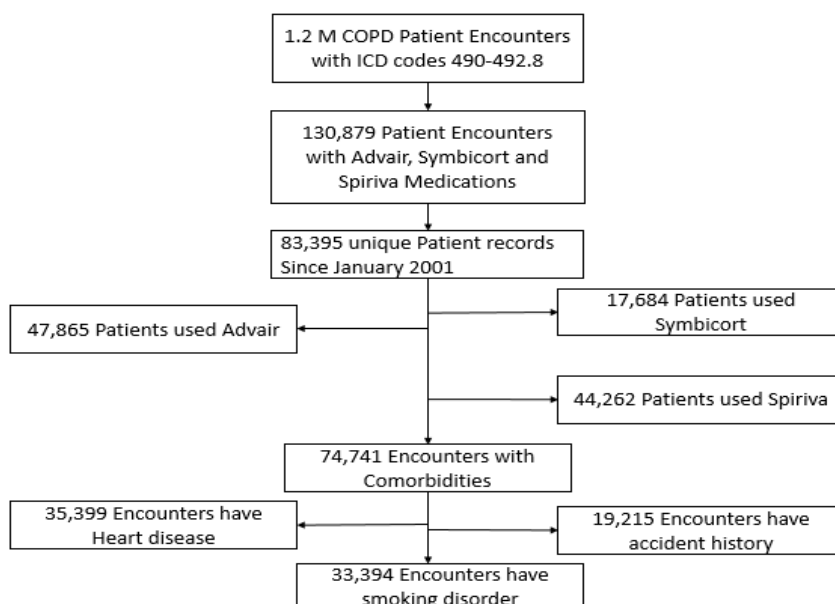 1.2 M COPD Patient Encounters
with ICD codes 490-492.8
130,879 Patient Encounters
with Advair, Symbicort and
Spiriva Medications
83,395 unique Patient records
Since January 2001
47,865 Patients used Advair
17,684 Patients used
Symbicort
44,262 Patients used Spiriva
74,741 Encounters with
Comorbidities
35,399 Encounters have
Heart disease
19,215 Encounters have
accident history
33,394 Encounters have
smoking disorder